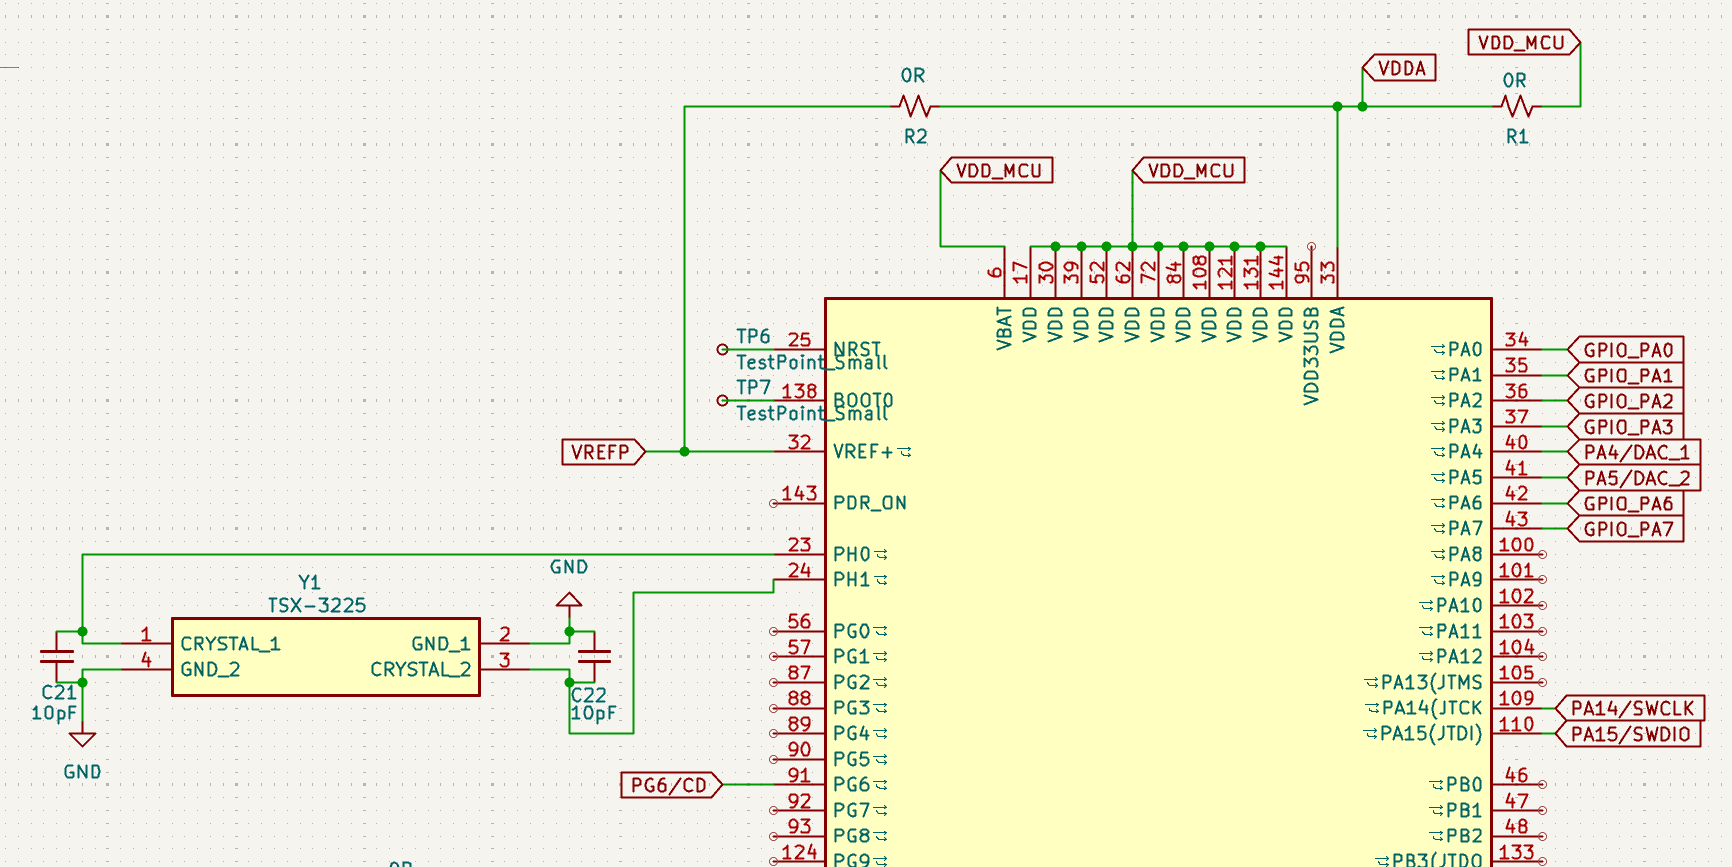 VDD_MCU
VDDA
0R
R2
0R
R1
VDD_MCU
VDD_MCU
6
17
30
39
52
62
72
84
108
121
131
144
95
33
VBAT
VDD
VDD
VDD
VDD
VDD
VDD
VDD
VDD
VDD
VDD
VDD
VDD33USB
VDDA
TP6
TestPoint_Small
25
NRST
TP7
TestPoint_Small
138
BOOT0
VREFP
32
VREF+
143
PDR_ON
23
PH0
24
PH1
56
PG0
57
PG1
87
PG2
88
PG3
89
PG4
90
PG5
PG6/CD
91
PG6
92
PG7
93
PG8
124
PG9
Y1
TSX-3225
1
CRYSTAL_1
4
GND_2
GND_1
2
CRYSTAL_2
3
GND
C21
10pF
GND
C22
10pF
0R
PA0
34
GPIO_PA0
PA1
35
GPIO_PA1
PA2
36
GPIO_PA2
PA3
37
GPIO_PA3
PA4
40
PA4/DAC_1
PA5
41
PA5/DAC_2
PA6
42
GPIO_PA6
PA7
43
GPIO_PA7
PA8
100
PA9
101
PA10
102
PA11
103
PA12
104
PA13(JTMS
105
PA14(JTCK
109
PA14/SWCLK
PA15(JTDI)
110
PA15/SWDIO
PB0
46
PB1
47
PB2
48
PB3(JTDO
133